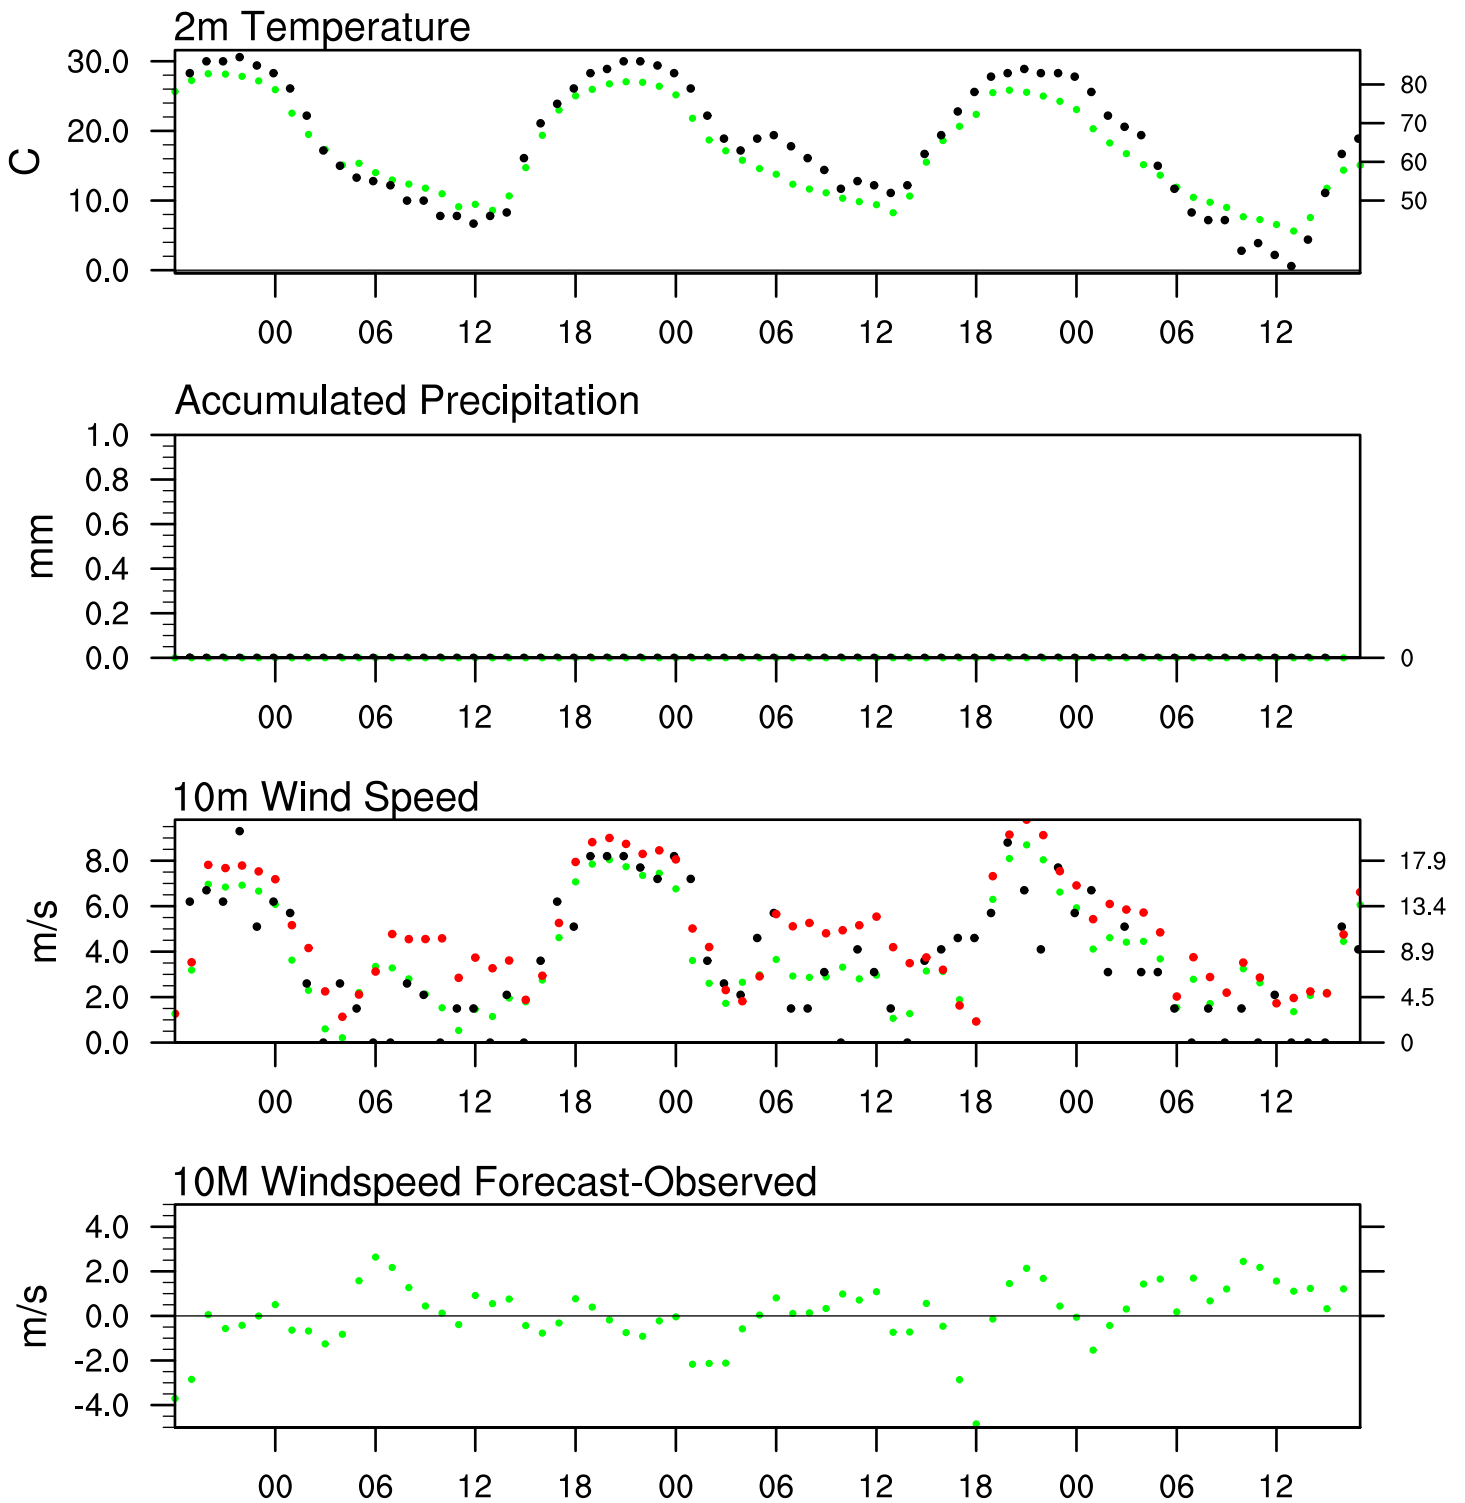 2m Temperature
30.0
20.0
10.0
0.0
C
80
70
60
50
00 06 12 18 00 06 12 18 00 06 12
Accumulated Precipitation
1.0
0.8
0.6
0.4
0.2
0.0
mm
0
00 06 12 18 00 06 12 18 00 06 12
10m Wind Speed
8.0
6.0
4.0
2.0
0.0
m/s
17.9
13.4
8.9
4.5
0
00 06 12 18 00 06 12 18 00 06 12
10M Windspeed Forecast-Observed
4.0
2.0
0.0
-2.0
-4.0
m/s
00 06 12 18 00 06 12 18 00 06 12